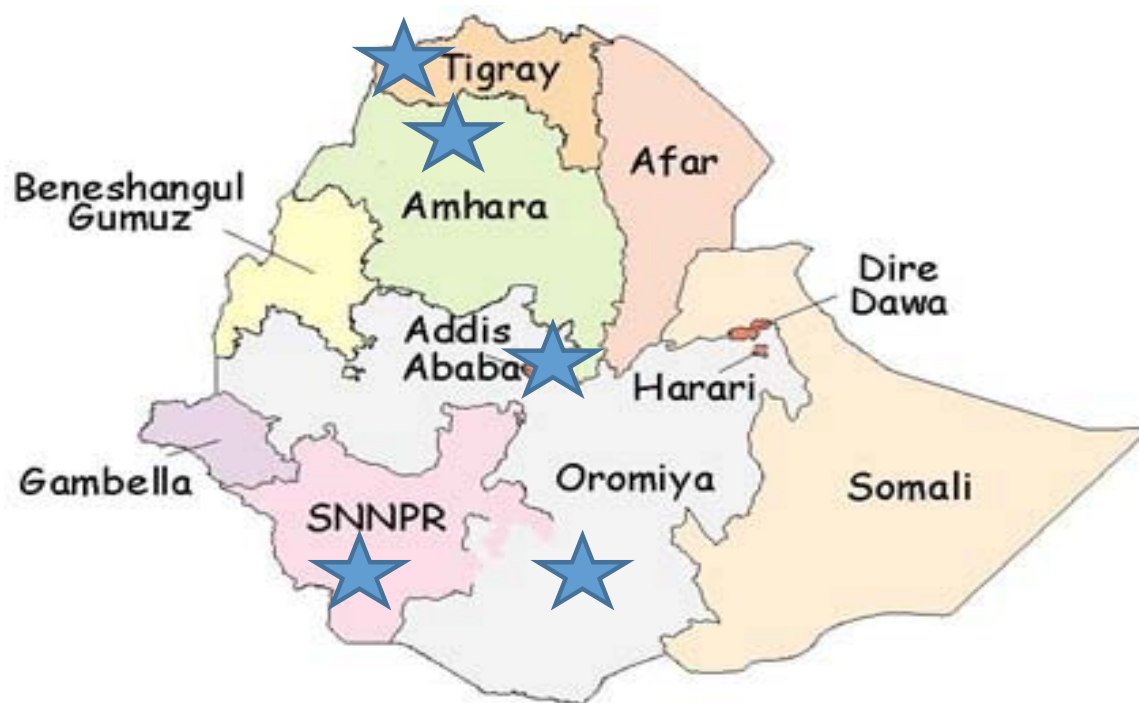 Tigray
Afar
Beneshangul
Gumuz
Amhara
Dire
Dawa
Addis
Ababa
Harari
Gambella
Oromiya
Somali
SNNPR